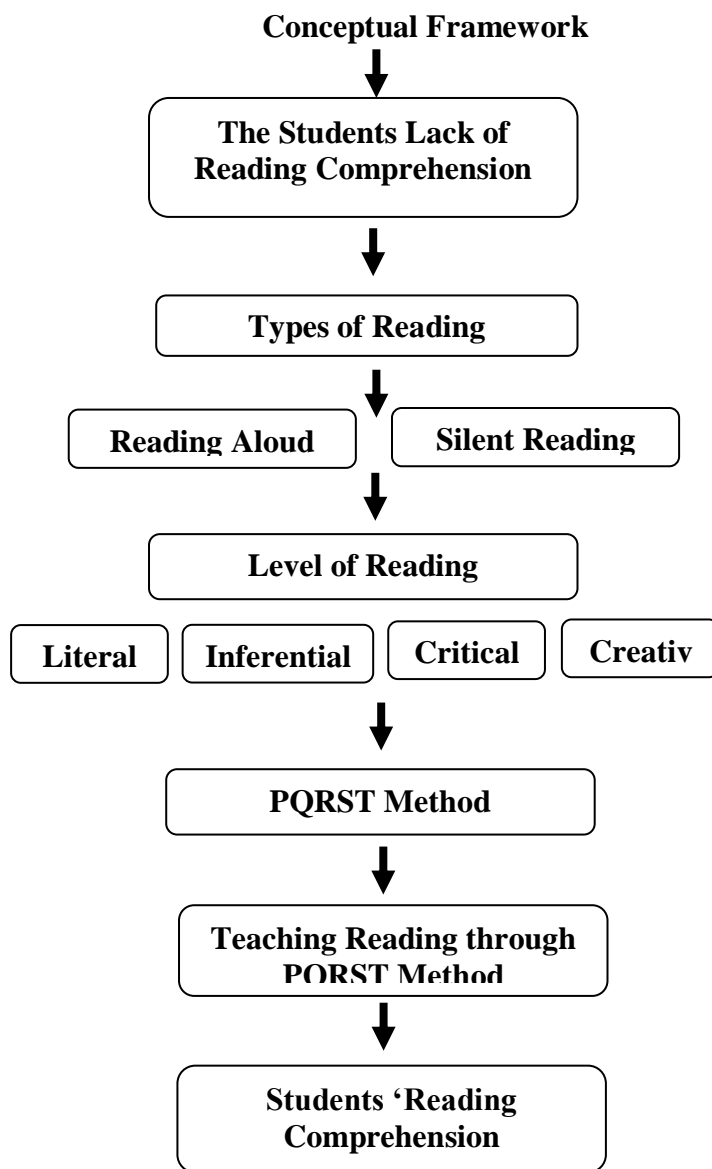 Conceptual Framework
The Students Lack of
Reading Comprehension
Types of Reading
Reading Aloud
Silent Reading
Level of Reading
Literal
Inferential
Critical
Creativ
PQRST Method
Teaching Reading through
PQRST Method
Students ‘Reading
Comprehension